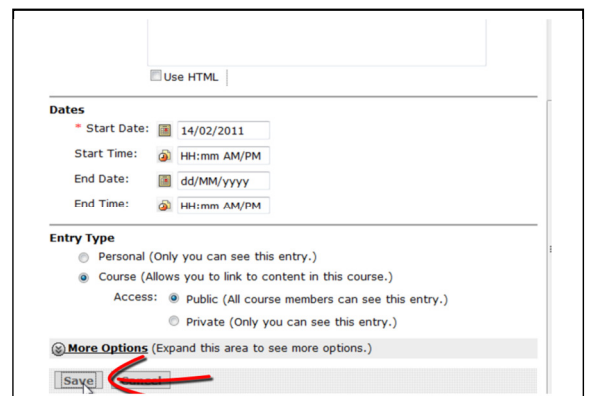 Use HTML
Dates
* Start Date: 14/02/2011
Start Time: HH:mm AM/PM
End Date: dd/MM/yyyy
End Time: HH:mm AM/PM
Entry Type
Personal (Only you can see this entry.)
Course (Allows you to link to content in this course.)
Access: Public (All course members can see this entry.)
Private (Only you can see this entry.)
More Options (Expand this area to see more options.)
Save Cancel